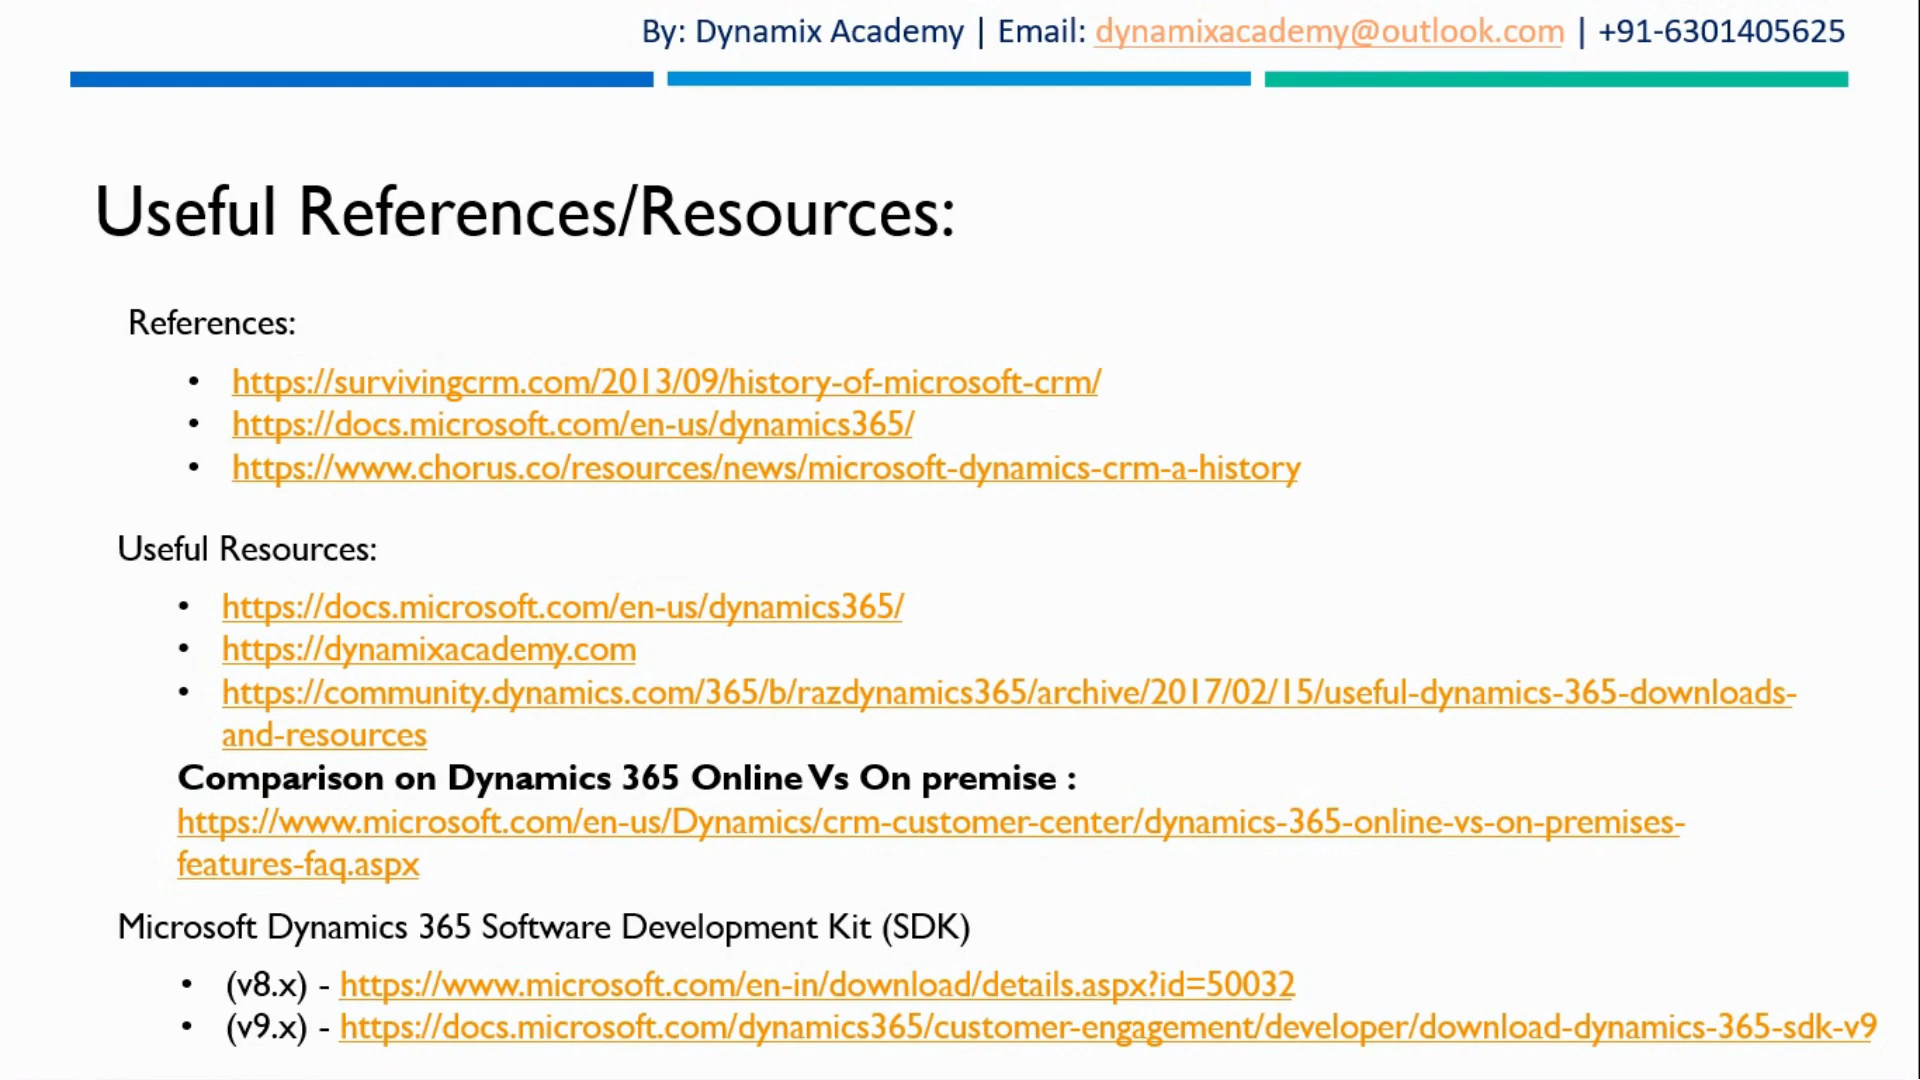 By: Dynamix Academy | Email: dynamixacademy@outlook.com | +91-6301405625
Useful References/Resources:
References:
• https://survivingcrm.com/2013/09/history-of-microsoft-crm/
• https://docs.microsoft.com/en-us/dynamics365/
• https://www.chorus.co/resources/news/microsoft-dynamics-crm-a-history
Useful Resources:
• https://docs.microsoft.com/en-us/dynamics365/
• https://dynamixacademy.com
• https://community.dynamics.com/365/b/razdynamics365/archive/2017/02/15/useful-dynamics-365-downloads-
and-resources
Comparison on Dynamics 365 Online Vs On premise :
https://www.microsoft.com/en-us/Dynamics/crm-customer-center/dynamics-365-online-vs-on-premises-
features-faq.aspx
Microsoft Dynamics 365 Software Development Kit (SDK)
• (v8.x) - https://www.microsoft.com/en-in/download/details.aspx?id=50032
• (v9.x) - https://docs.microsoft.com/dynamics365/customer-engagement/developer/download-dynamics-365-sdk-v9